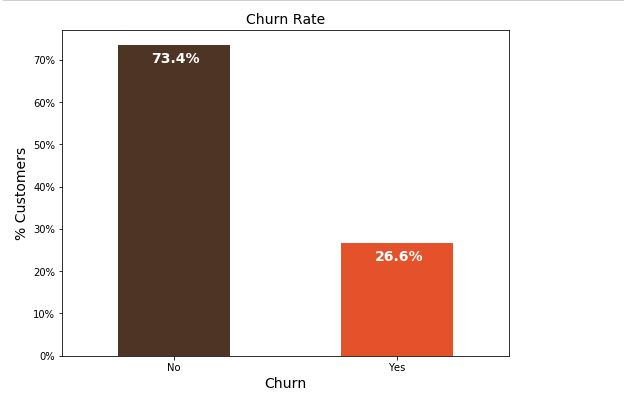 Churn Rate
70%
60%
50%
40%
30%
20%
10%
0%
% Customers
73.4%
26.6%
No
Yes
Churn